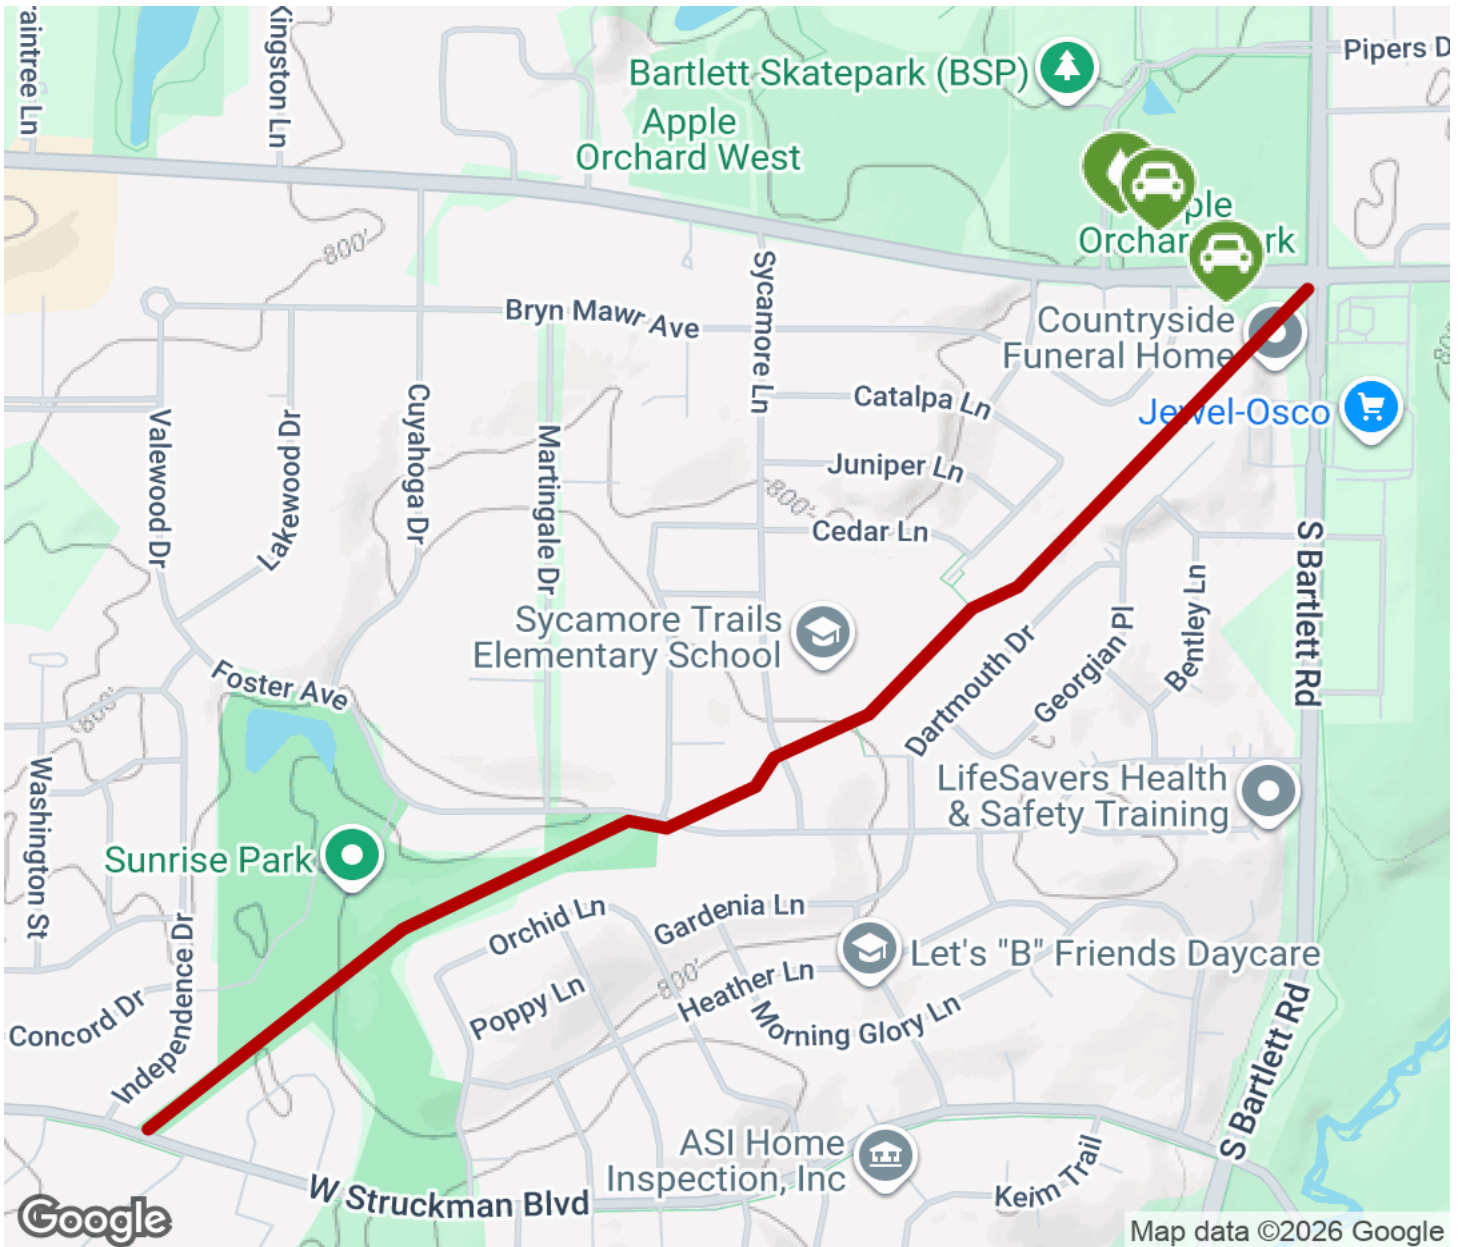 aintree Ln
Kingston Ln
Bartlett Skatepark (BSP)
Pipers D
Apple
Orchard West
ple
Orchar rk
800'
Sycamore Ln
Bryn Mawr Ave
Countryside
Funeral Home
Catalpa Ln
Jewel-Osco
Valewood Dr
Lakewood Dr
Cuyahoga Dr
Martingale Dr
Juniper Ln
800'
Cedar Ln
S Bartlett Rd
Bentley Ln
Sycamore Trails
Elementary School
Georgian Pl
Dartmouth Dr
Foster Ave
800'
Washington St
LifeSavers Health
& Safety Training
Sunrise Park
Orchid Ln
Gardenia Ln
Independence Dr
Let's "B" Friends Daycare
800'
Heather Ln
Poppy Ln
Concord Dr
Morning Glory Ln
S Bartlett Rd
ASI Home
Inspection, Inc
Keim Trail
W Struckman Blvd
Google
Map data ©2026 Google